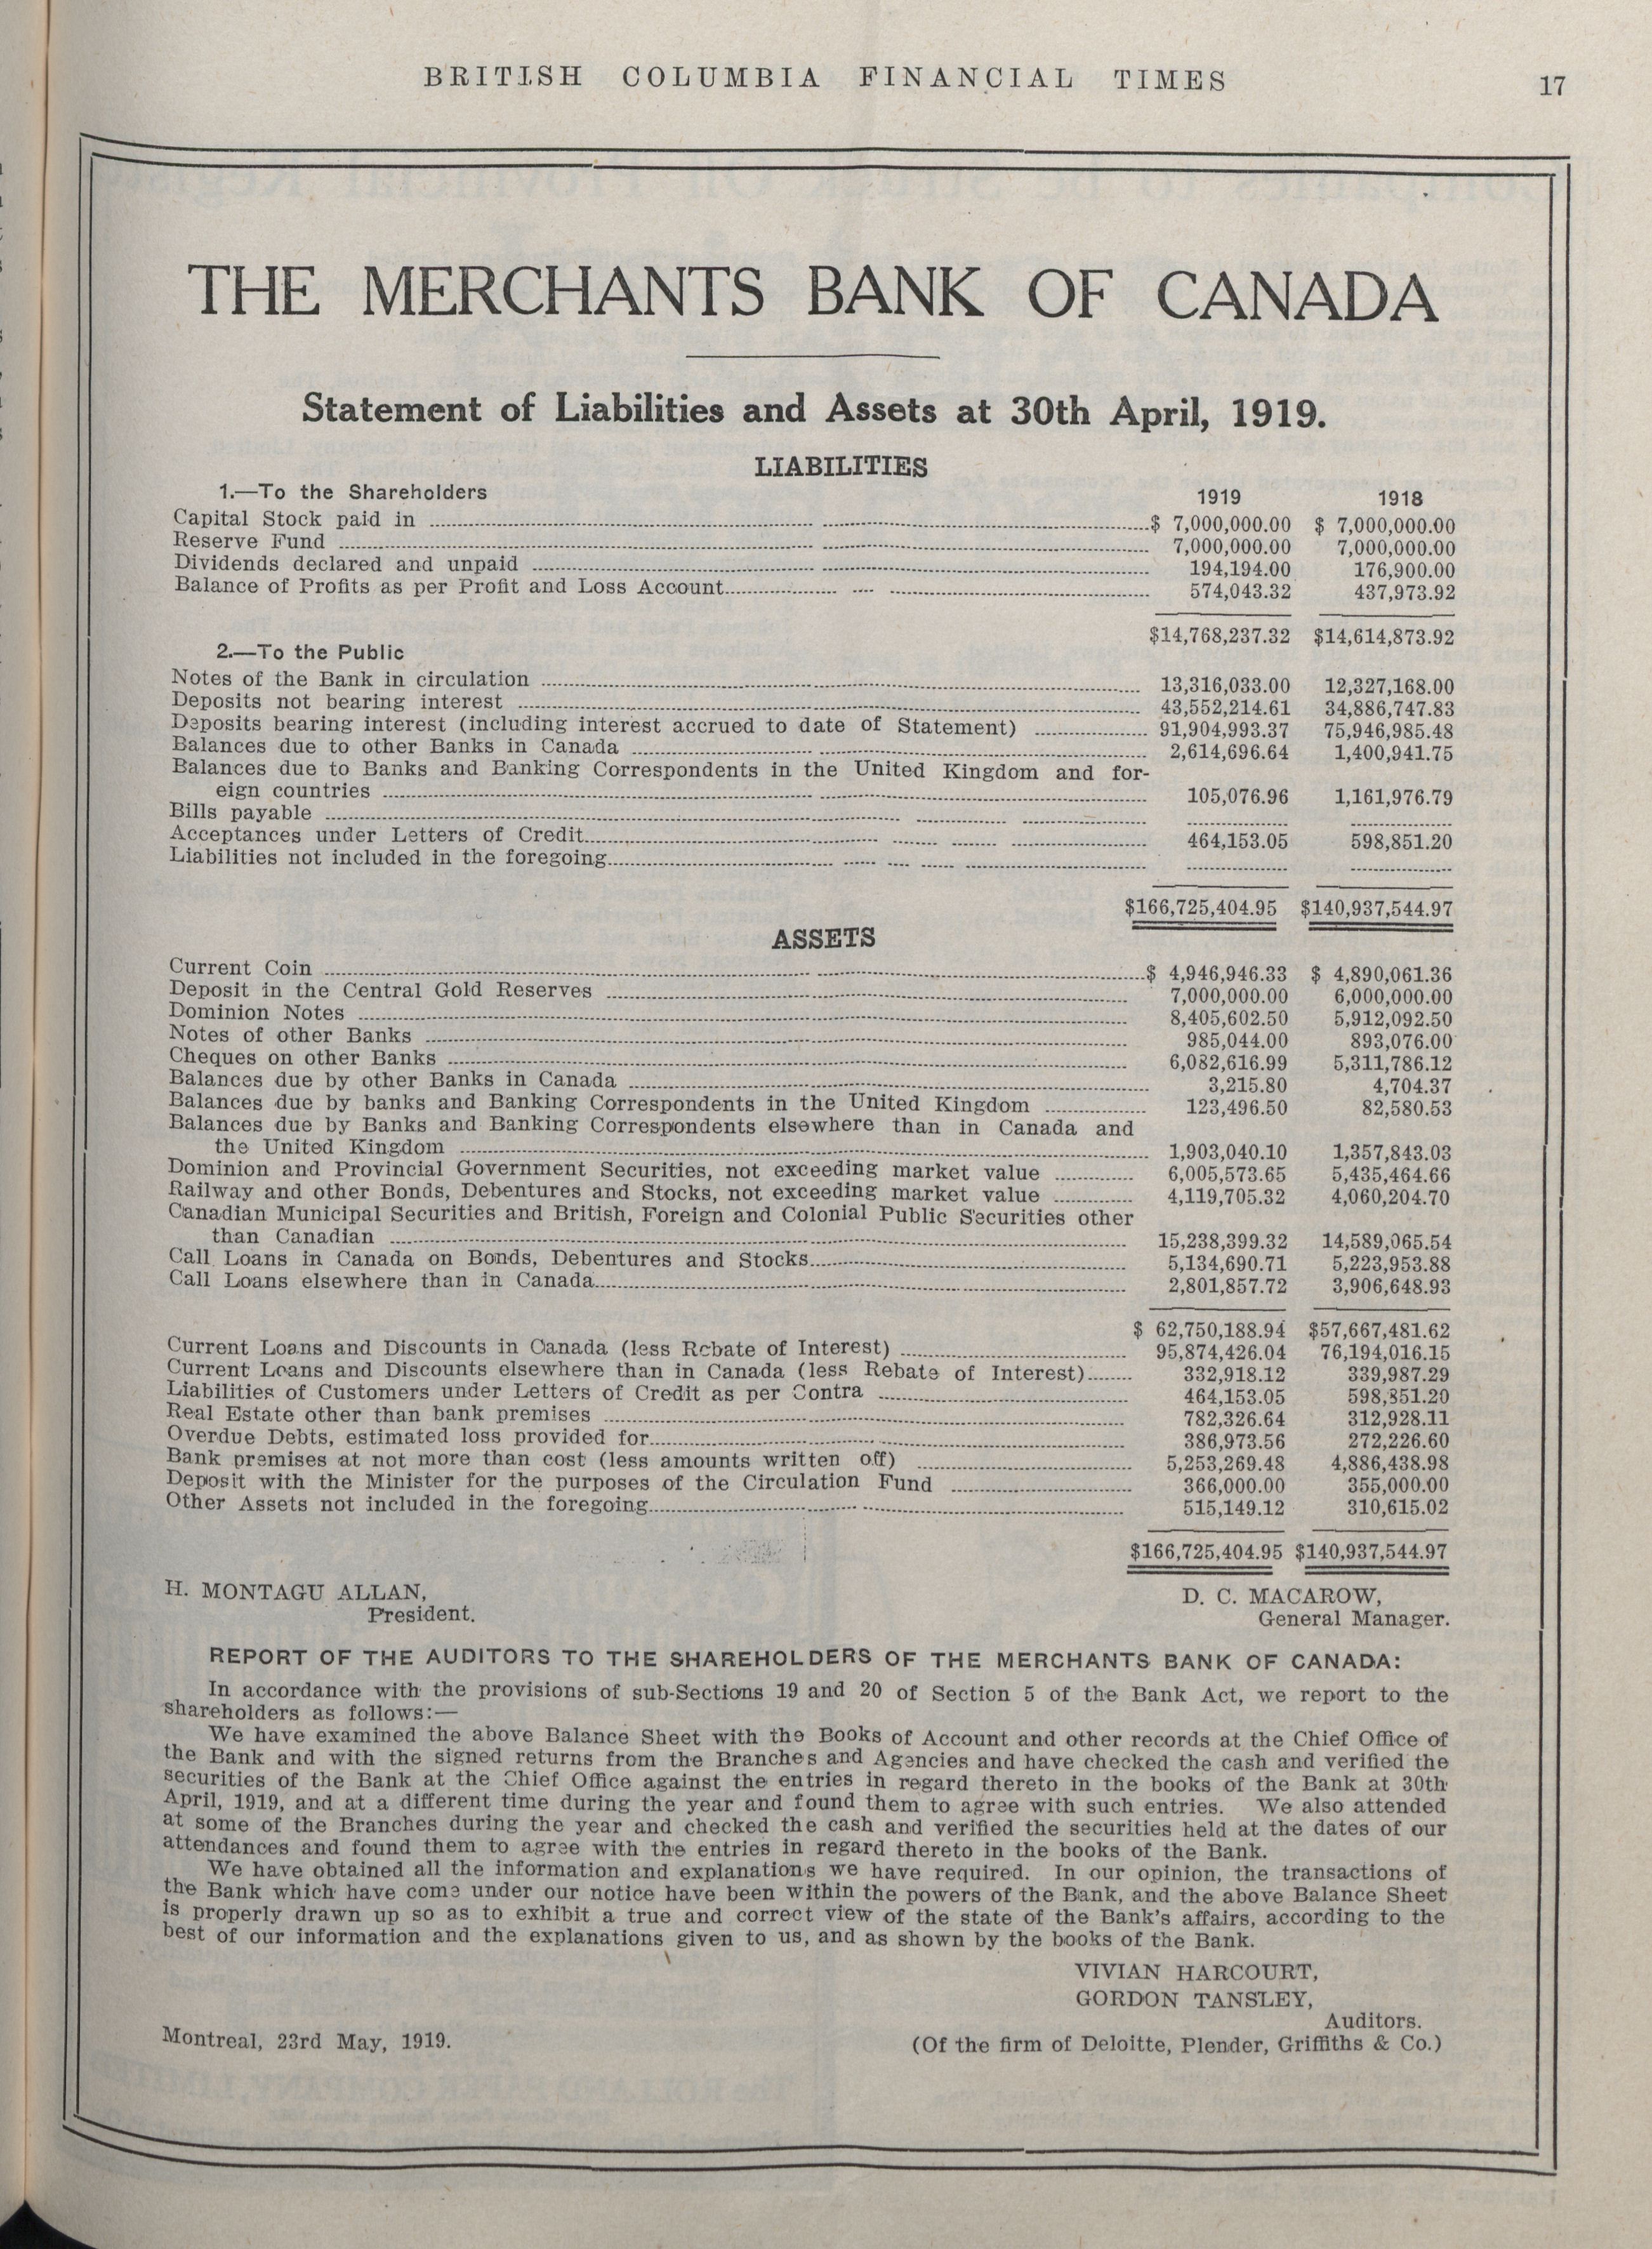 BRITISH COLUMBIA FINANCIAL TIMES 17
THE MERCHANTS BANK OF CANADA
Statement of Liabilities and Assets at 30th April, 1919.
LIABILITIES
1.—To the Shareholders 1919 1918
Capital Stock paid in $ 7,000,000.00 $ 7,000,000.00
Reserve Fund 7,000,000.00 7,000,000.00
Dividends declared and unpaid 194,194.00 176,900.00
Balance of Profits as per Profit and Loss Account 574,043.32 437,973.92
$14,768,237.32 $14,614,873.92
2.—To the Public
Notes of the Bank in circulation 13,316,033.00 12,327,168.00
Deposits not bearing interest 43,552,214.61 34,886,747.83
Deposits bearing interest (including interest accrued to date of Statement) 91,904,993.37 75,946,985.48
Balances due to other Banks in Canada 2,614,696.64 1,400,941.75
Balances due to Banks and Banking Correspondents in the United Kingdom and for-
eign countries 105,076.96 1,161,976.79
Bills payable
Acceptances under Letters of Credit 464,153.05 598,851.20
Liabilities not included in the foregoing
$166,725,404.95 $140,937,544.97
ASSETS
Current Coin $ 4,946,946.33 $ 4,890,061.36
Deposit in the Central Gold Reserves 7,000,000.00 6,000,000.00
Dominion Notes 8,405,602.50 5,912,092.50
Notes of other Banks 985,044.00 893,076.00
Cheques on other Banks 6,082,616.99 5,311,786.12
Balances due by other Banks in Canada 3,215.80 4,704.37
Balances due by banks and Banking Correspondents in the United Kingdom 123,496.50 82,580.53
Balances due by Banks and Banking Correspondents elsewhere than in Canada and
the United Kingdom 1,903,040.10 1,357,843.03
Dominion and Provincial Government Securities, not exceeding market value 6,005,573.65 5,435,464.66
Railway and other Bonds, Debentures and Stocks, not exceeding market value 4,119,705.32 4,060,204.70
Canadian Municipal Securities and British, Foreign and Colonial Public Securities other
than Canadian 15,238,399.32 14,589,065.54
Call Loans in Canada on Bonds, Debentures and Stocks 5,134,690.71 5,223,953.88
Call Loans elsewhere than in Canada 2,801,857.72 3,906,648.93
$ 62,750,188.94 $57,667,481.62
Current Loans and Discounts in Canada (less Rebate of Interest) 95,874,426.04 76,194,016.15
Current Loans and Discounts elsewhere than in Canada (less Rebate of Interest) 332,918.12 339,987.29
Liabilities of Customers under Letters of Credit as per Contra 464,153.05 598,851.20
Real Estate other than bank premises 782,326.64 312,928.11
Overdue Debts, estimated loss provided for 386,973.56 272,226.60
Bank premises at not more than cost (less amounts written off) 5,253,269.48 4,886,438.98
Deposit with the Minister for the purposes of the Circulation Fund 366,000.00 355,000.00
Other Assets not included in the foregoing 515,149.12 310,615.02
$166,725,404.95 $140,937,544.97
H. MONTAGU ALLAN, D. C. MACAROW,
President. General Manager.
REPORT OF THE AUDITORS TO THE SHAREHOLDERS OF THE MERCHANTS BANK OF CANADA:
In accordance with the provisions of sub-Sections 19 and 20 of Section 5 of the Bank Act, we report to the
shareholders as follows:—
We have examined the above Balance Sheet with the Books of Account and other records at the Chief Office of
the Bank and with the signed returns from the Branches and Agencies and have checked the cash and verified the
securities of the Bank at the Chief Office against the entries in regard thereto in the books of the Bank at 30th
April, 1919, and at a different time during the year and found them to agree with such entries. We also attended
at some of the Branches during the year and checked the cash and verified the securities held at the dates of our
attendances and found them to agree with the entries in regard thereto in the books of the Bank.
We have obtained all the information and explanations we have required. In our opinion, the transactions of
the Bank which have come under our notice have been within the powers of the Bank, and the above Balance Sheet
is properly drawn up so as to exhibit a true and correct view of the state of the Bank's affairs, according to the
best of our information and the explanations given to us, and as shown by the books of the Bank.
VIVIAN HARCOURT,
GORDON TANSLEY,
Auditors.
Montreal, 23rd May, 1919. (Of the firm of Deloitte, Plender, Griffiths & Co.)